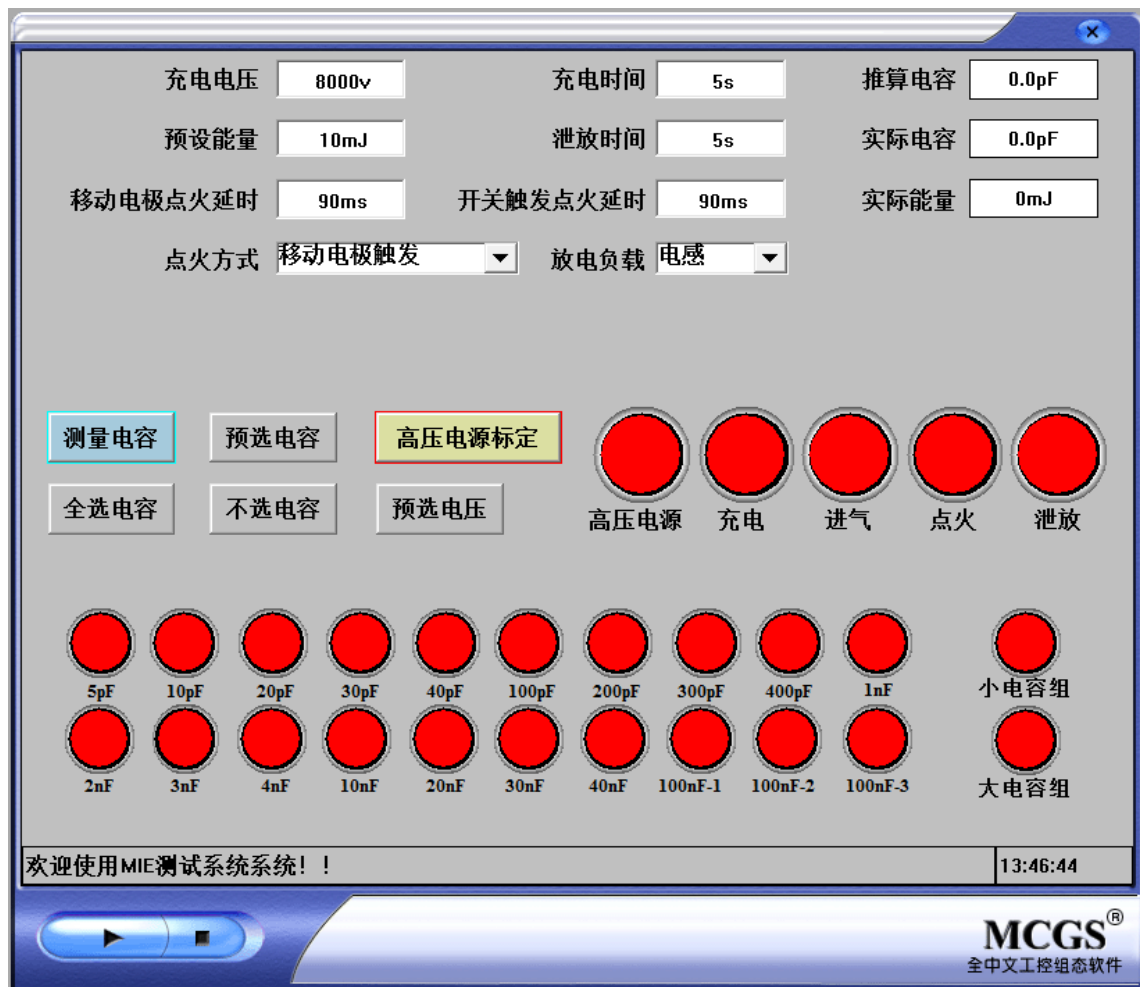 充电电压 8000v 充电时间 5s 推算电容 0.0pF
预设能量 10mJ 泄放时间 5s 实际电容 0.0pF
移动电极点火延时 90ms 开关触发点火延时 90ms 实际能量 0mJ
点火方式 移动电极触发 放电负载 电感
测量电容 预选电容 高压电源标定
全选电容 不选电容 预选电压
高压电源 充电 进气 点火 泄放
5pF 10pF 20pF 30pF 40pF 100pF 200pF 300pF 400pF 1nF 小电容组
2nF 3nF 4nF 10nF 20nF 30nF 40nF 100nF-1 100nF-2 100nF-3 大电容组
欢迎使用MIE测试系统系统！！ 13:46:44
MCGS®
全中文工控组态软件